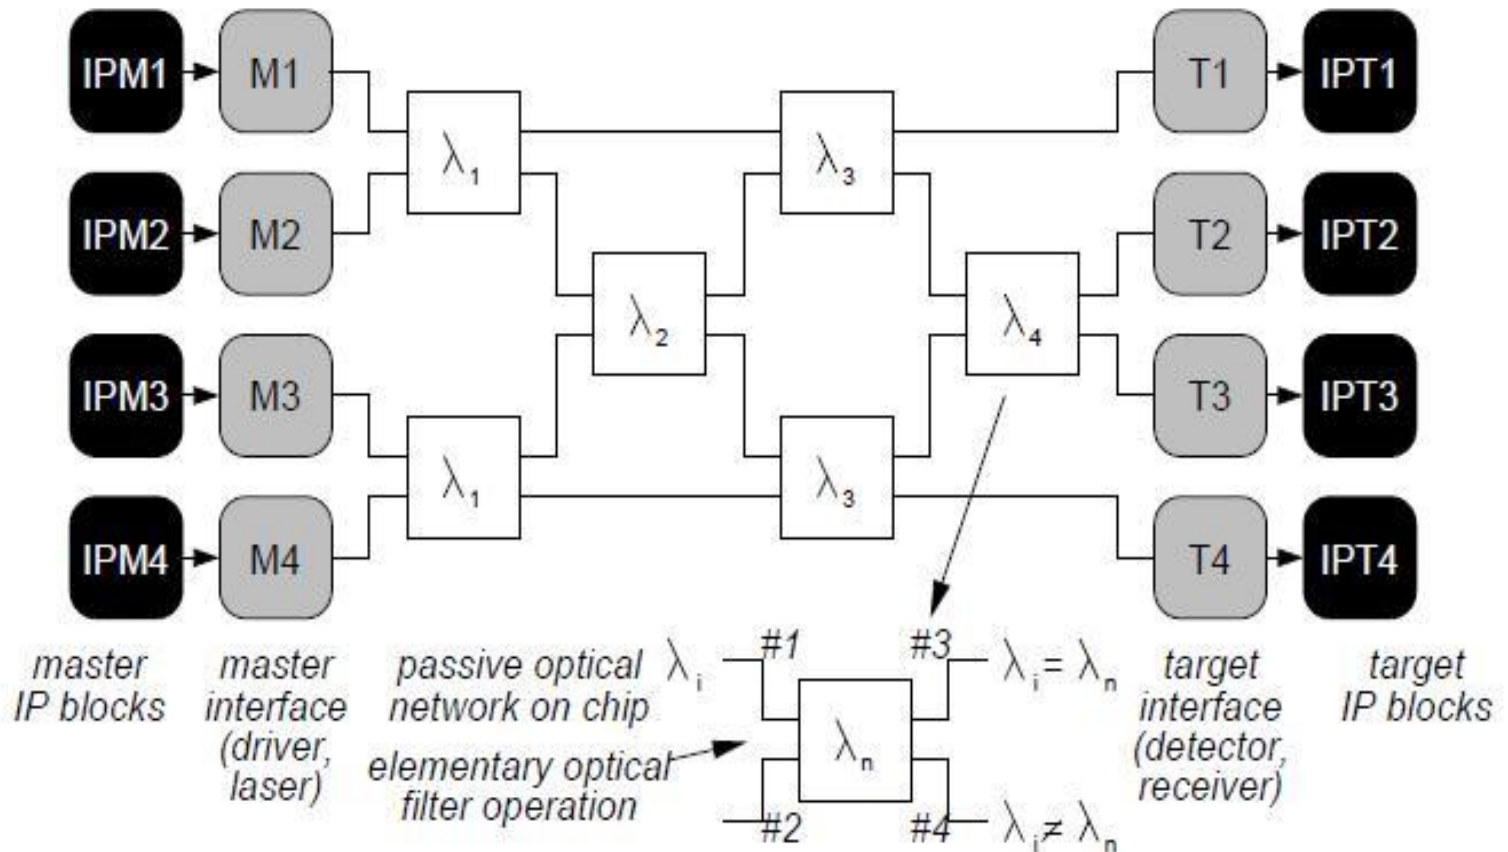 IPM1 M1 T1 IPT1
λ1 λ3
IPM2 M2 T2 IPT2
λ2 λ4
IPM3 M3 T3 IPT3
λ1 λ3
IPM4 M4 T4 IPT4
master
IP blocks
master
interface
(driver,
laser)
passive optical
network on chip
elementary optical
filter operation
λi #1 #3 λi = λn
λn
#2 #4 λi ≠ λn
target
interface
(detector,
receiver)
target
IP blocks